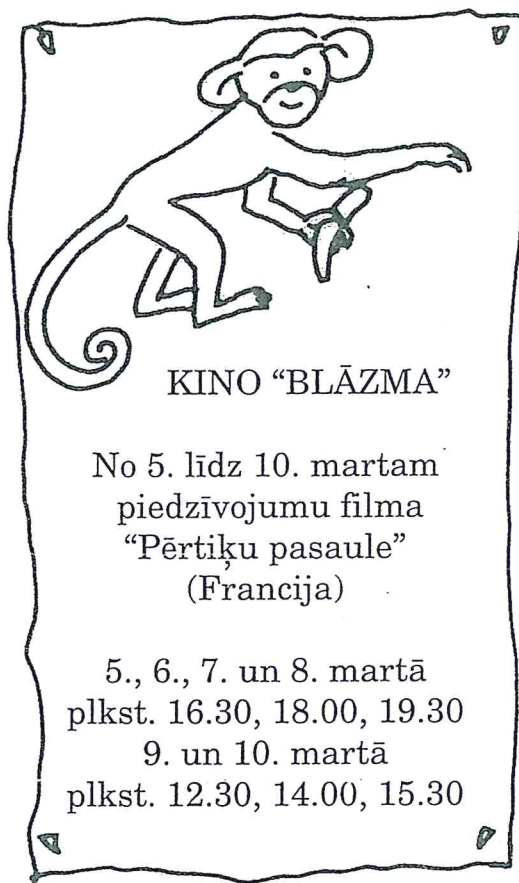 KINO “BLĀZMA”
No 5. līdz 10. martam
piedzīvojumu filma
“Pērtiķu pasaule”
(Francija)
5., 6., 7. un 8. martā
plkst. 16.30, 18.00, 19.30
9. un 10. martā
plkst. 12.30, 14.00, 15.30